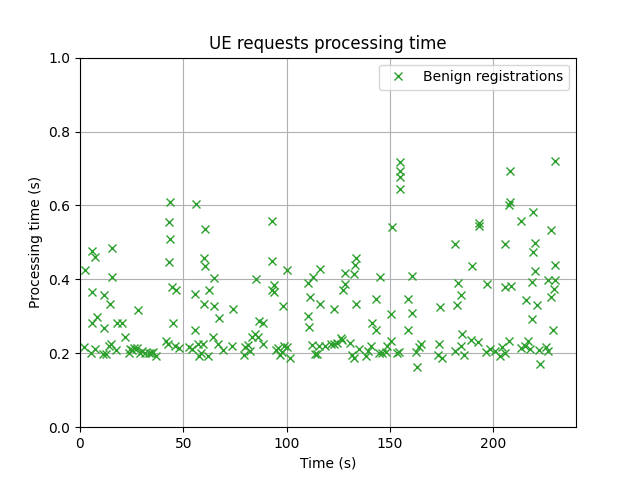 UE requests processing time
Benign registrations
Processing time (s)
1.0
0.8
0.6
0.4
0.2
0.0
0 50 100 150 200
Time (s)